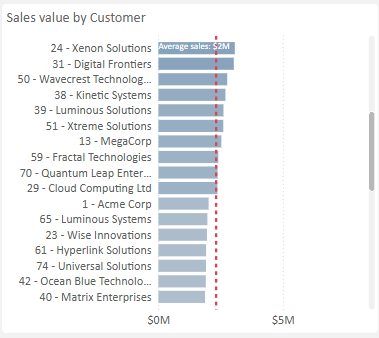 Sales value by Customer
24 - Xenon Solutions
Average sales: $2M
31 - Digital Frontiers
50 - Wavecrest Technolog...
38 - Kinetic Systems
39 - Luminous Solutions
51 - Xtreme Solutions
13 - MegaCorp
59 - Fractal Technologies
70 - Quantum Leap Enter...
29 - Cloud Computing Ltd
1 - Acme Corp
65 - Luminous Systems
23 - Wise Innovations
61 - Hyperlink Solutions
74 - Universal Solutions
42 - Ocean Blue Technolo...
40 - Matrix Enterprises
$0M $5M